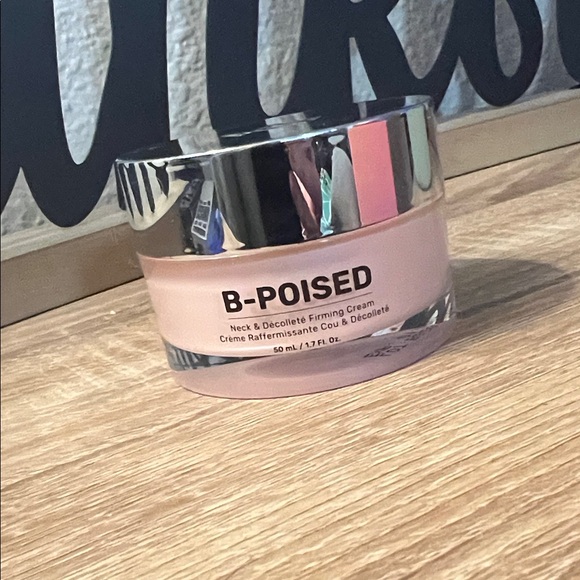 B-POISED
Neck & Décolleté Firming Cream
Crème Raffermissante Cou & Décolleté
50 mL / 1.7 FL Oz.